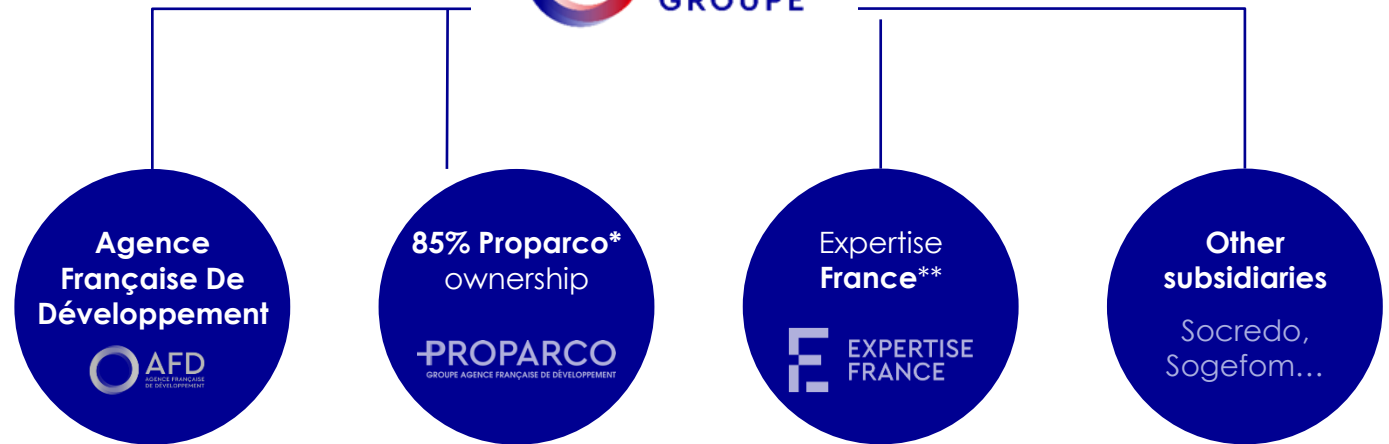 GROUPE
Agence
Française De
Développement
AFD
AGENCE FRANÇAISE
DE DÉVELOPPEMENT
85% Proparco*
ownership
PROPARCO
GROUPE AGENCE FRANÇAISE DE DÉVELOPPEMENT
Expertise
France**
EXPERTISE
FRANCE
Other
subsidiaries
Socredo,
Sogefom…